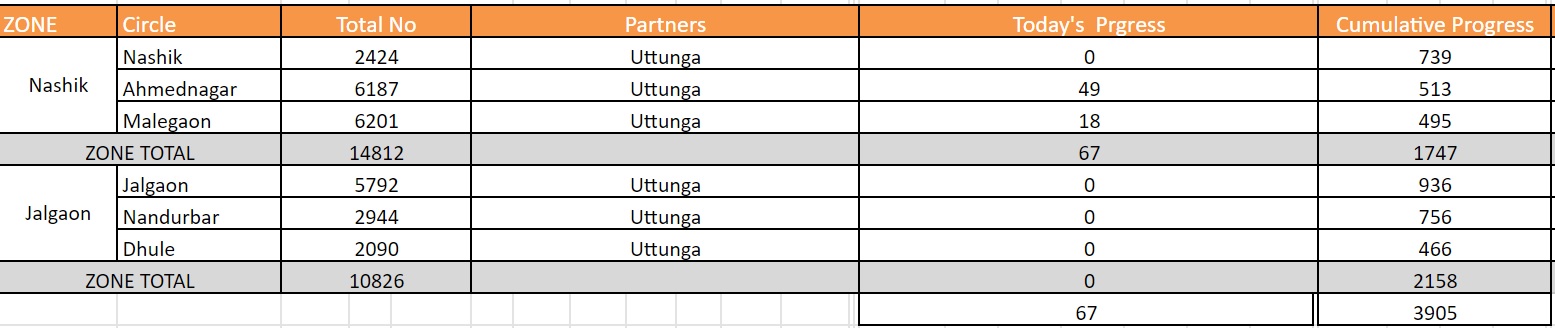 ZONE Circle Total No Partners Today's Prgress Cumulative Progress
Nashik Nashik 2424 Uttunga 0 739
Ahmednagar 6187 Uttunga 49 513
Malegaon 6201 Uttunga 18 495
ZONE TOTAL 14812 67 1747
Jalgaon Jalgaon 5792 Uttunga 0 936
Nandurbar 2944 Uttunga 0 756
Dhule 2090 Uttunga 0 466
ZONE TOTAL 10826 0 2158
67 3905